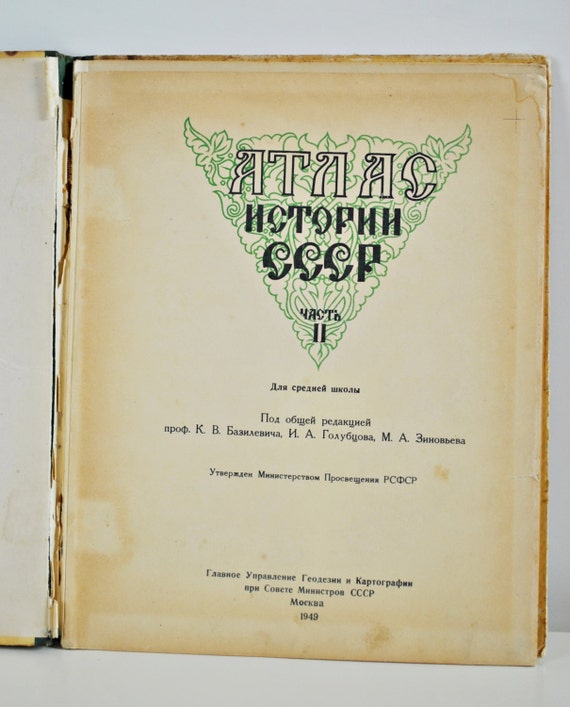 АТЛАС
ИСТОРИИ
СССР
ЧАСТЬ
II
Для средней школы
Под общей редакцией
проф. К. В. Базилевича, И. А. Голубцова, М. А. Зиновьева
Утвержден Министерством Просвещения РСФСР
Главное Управление Геодезии и Картографии
при Совете Министров СССР
Москва
1949